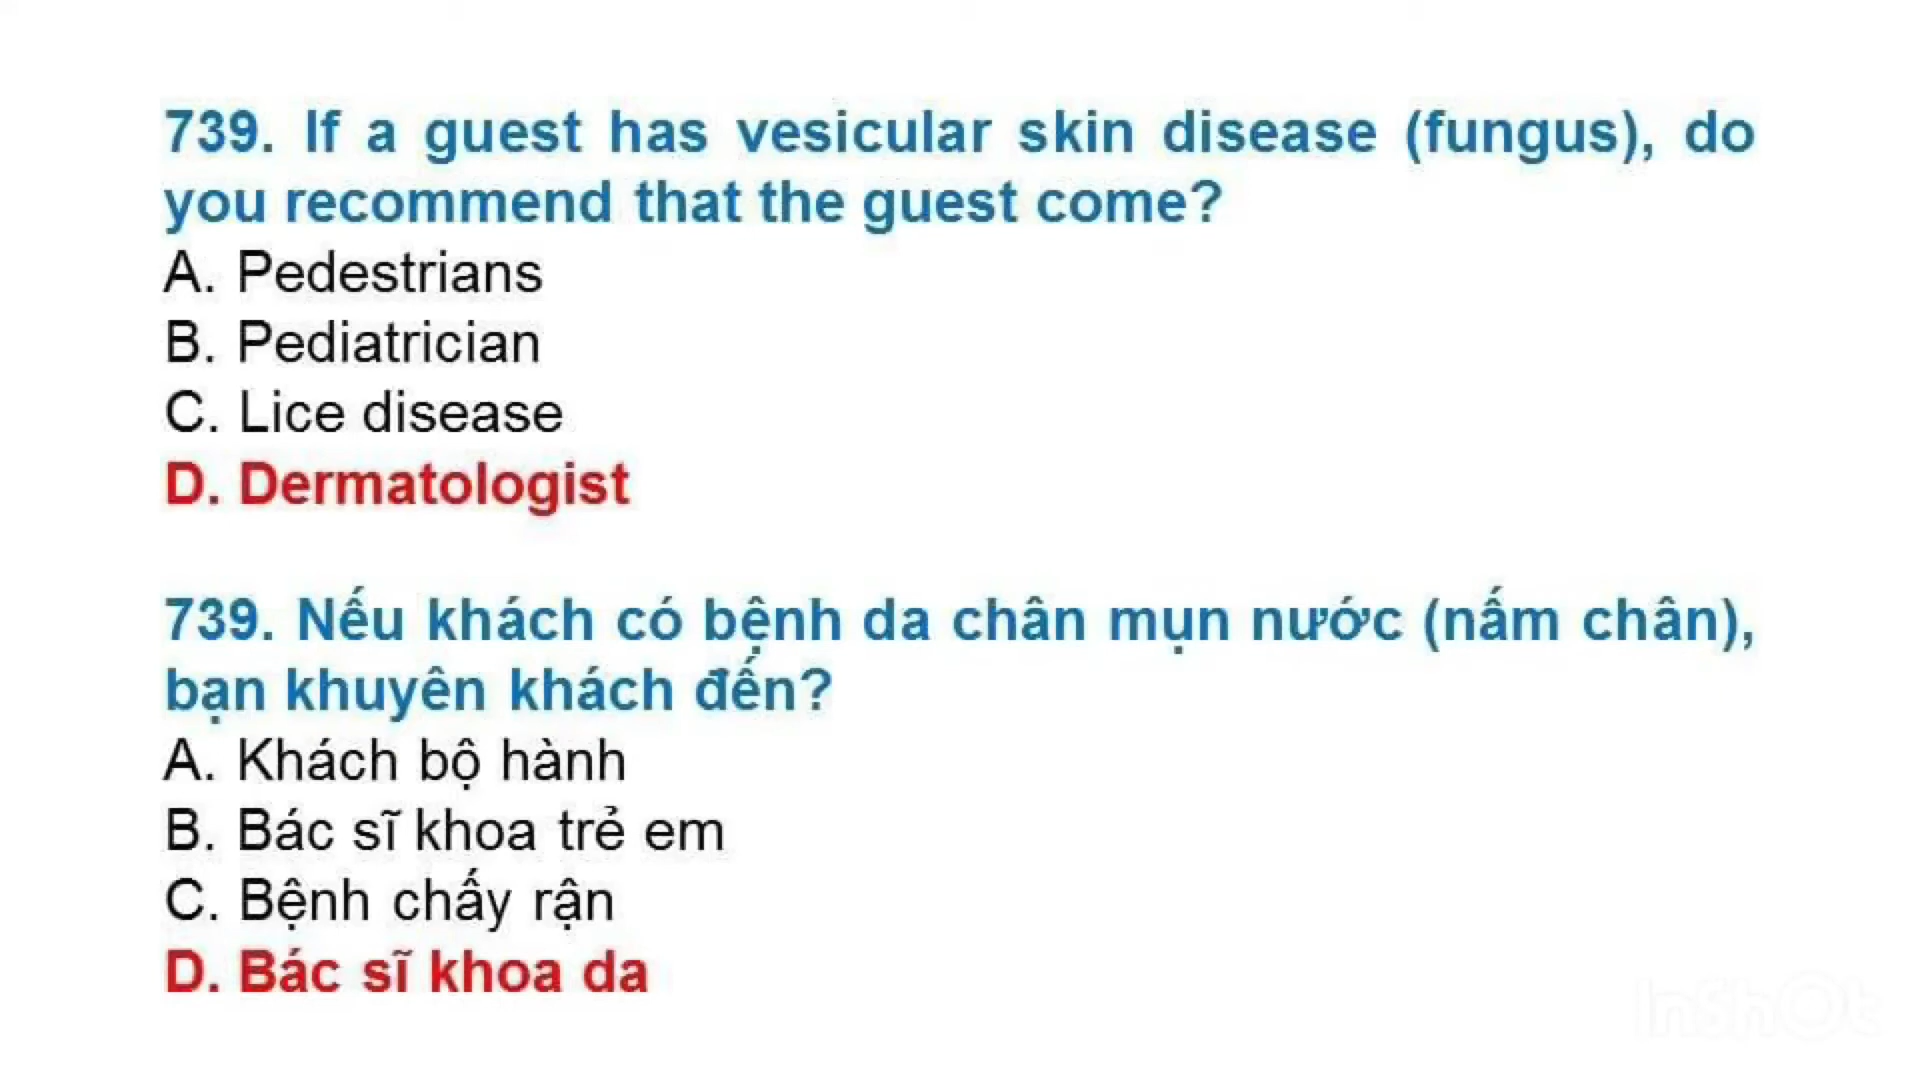 739. If a guest has vesicular skin disease (fungus), do
you recommend that the guest come?
A. Pedestrians
B. Pediatrician
C. Lice disease
D. Dermatologist
739. Nếu khách có bệnh da chân mụn nước (nấm chân),
bạn khuyên khách đến?
A. Khách bộ hành
B. Bác sĩ khoa trẻ em
C. Bệnh chấy rận
D. Bác sĩ khoa da
InShOt